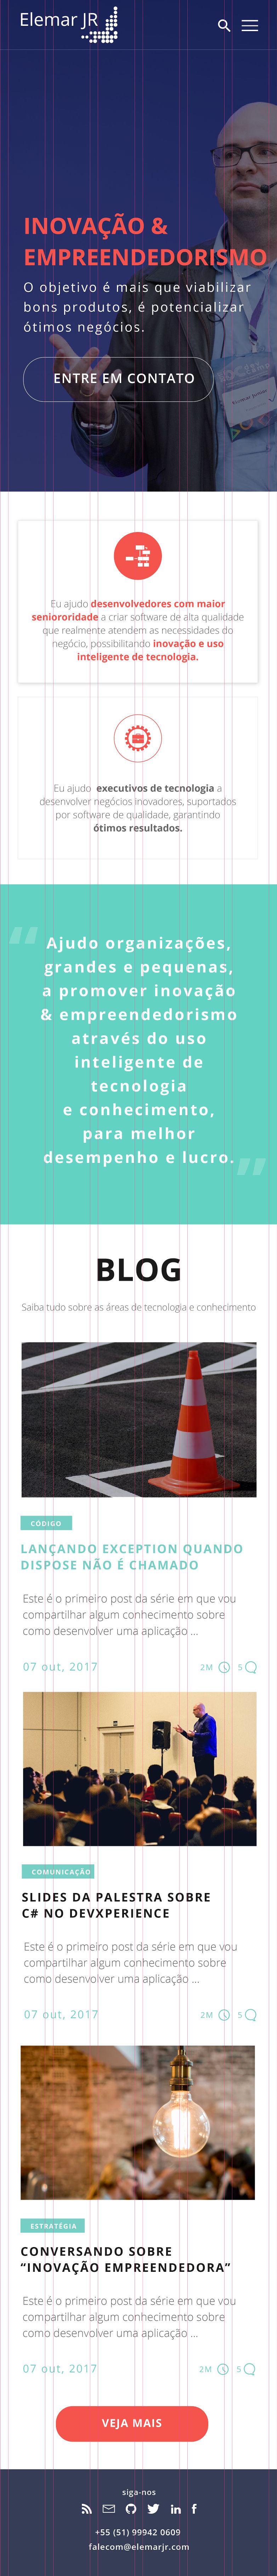 Elemar JR
INOVAÇÃO &
EMPREENDEDORISMO
O objetivo é mais que viabilizar
bons produtos, é potencializar
ótimos negócios.
ENTRE EM CONTATO
Eu ajudo desenvolvedores com maior
seniororidade a criar software de alta qualidade
que realmente atendem as necessidades do
negócio, possibilitando inovação e uso
inteligente de tecnologia.
Eu ajudo executivos de tecnologia a
desenvolver negócios inovadores, suportados
por software de qualidade, garantindo
ótimos resultados.
“
Ajudo organizações,
grandes e pequenas,
a promover inovação
& empreendedorismo
através do uso
inteligente de
tecnologia
e conhecimento,
para melhor
desempenho e lucro.
”
BLOG
Saiba tudo sobre as áreas de tecnologia e conhecimento
CÓDIGO
LANÇANDO EXCEPTION QUANDO
DISPOSE NÃO É CHAMADO
Este é o primeiro post da série em que vou
compartilhar algum conhecimento sobre
como desenvolver uma aplicação ...
07 out, 2017 2M 5
COMUNICAÇÃO
SLIDES DA PALESTRA SOBRE
C# NO DEVXPERIENCE
Este é o primeiro post da série em que vou
compartilhar algum conhecimento sobre
como desenvolver uma aplicação ...
07 out, 2017 2M 5
ESTRATÉGIA
CONVERSANDO SOBRE
“INOVAÇÃO EMPREENDEDORA”
Este é o primeiro post da série em que vou
compartilhar algum conhecimento sobre
como desenvolver uma aplicação ...
07 out, 2017 2M 5
VEJA MAIS
siga-nos
+55 (51) 99942 0609
falecom@elemarjr.com